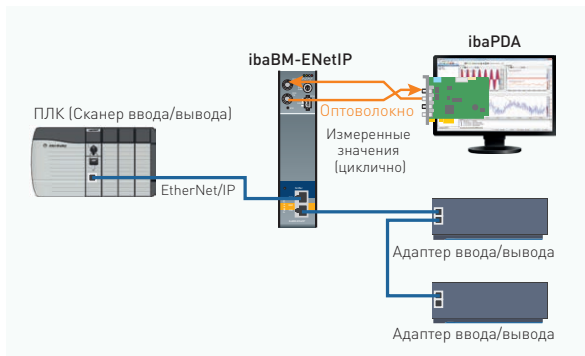 ibaPDA
ibaBM-ENetIP
Оптоволокно
ПЛК (Сканер ввода/вывода)
Измеренные
значения
(циклично)
EtherNet/IP
Адаптер ввода/вывода
Адаптер ввода/вывода